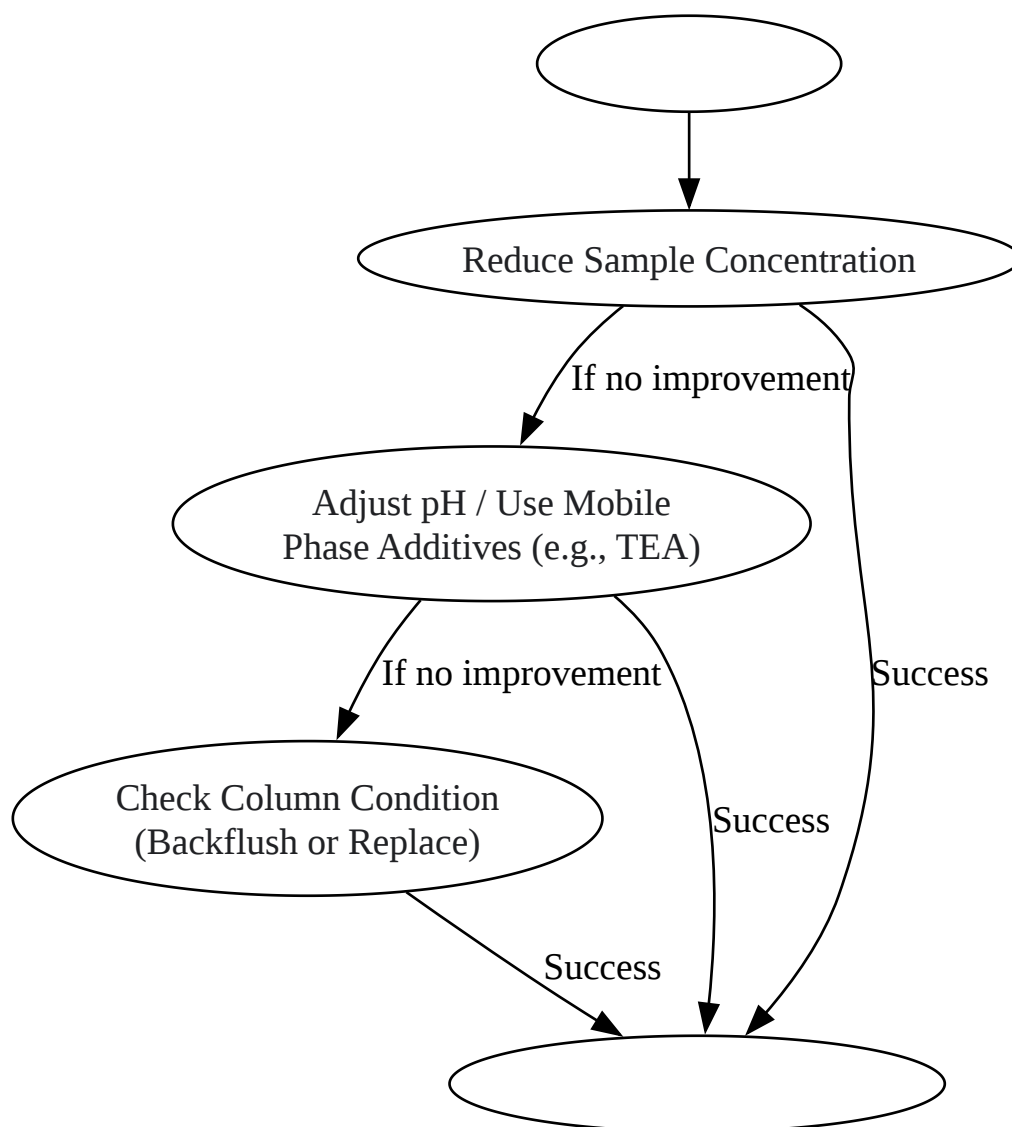 Reduce Sample Concentration
If no improvement
Adjust pH / Use Mobile
Phase Additives (e.g., TEA)
If no improvement
Success
Check Column Condition
(Backflush or Replace)
Success
Success